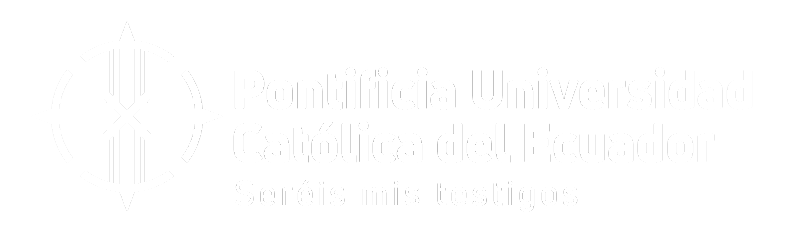 Pontificia Universidad
Católica del Ecuador
Seréis mis testigos